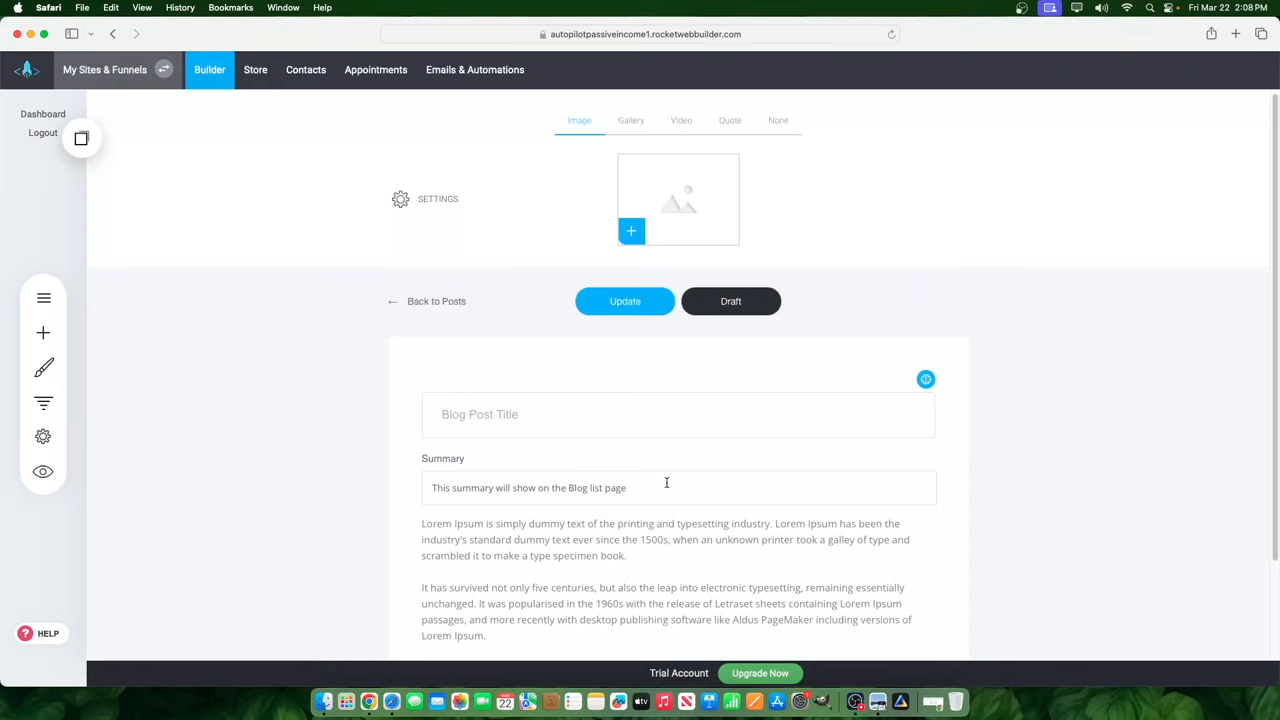 Safari File Edit View History Bookmarks Window Help Fri Mar 22 2:08 PM
autopilotpassiveincome1.rocketwebbuilder.com
My Sites & Funnels Builder Store Contacts Appointments Emails & Automations
Dashboard
Logout
Image Gallery Video Quote None
SETTINGS
← Back to Posts Update Draft
Blog Post Title
Summary
This summary will show on the Blog list page
Lorem Ipsum is simply dummy text of the printing and typesetting industry. Lorem Ipsum has been the
industry's standard dummy text ever since the 1500s, when an unknown printer took a galley of type and
scrambled it to make a type specimen book.
It has survived not only five centuries, but also the leap into electronic typesetting, remaining essentially
unchanged. It was popularised in the 1960s with the release of Letraset sheets containing Lorem Ipsum
passages, and more recently with desktop publishing software like Aldus PageMaker including versions of
Lorem Ipsum.
? HELP
Trial Account Upgrade Now
22
tv